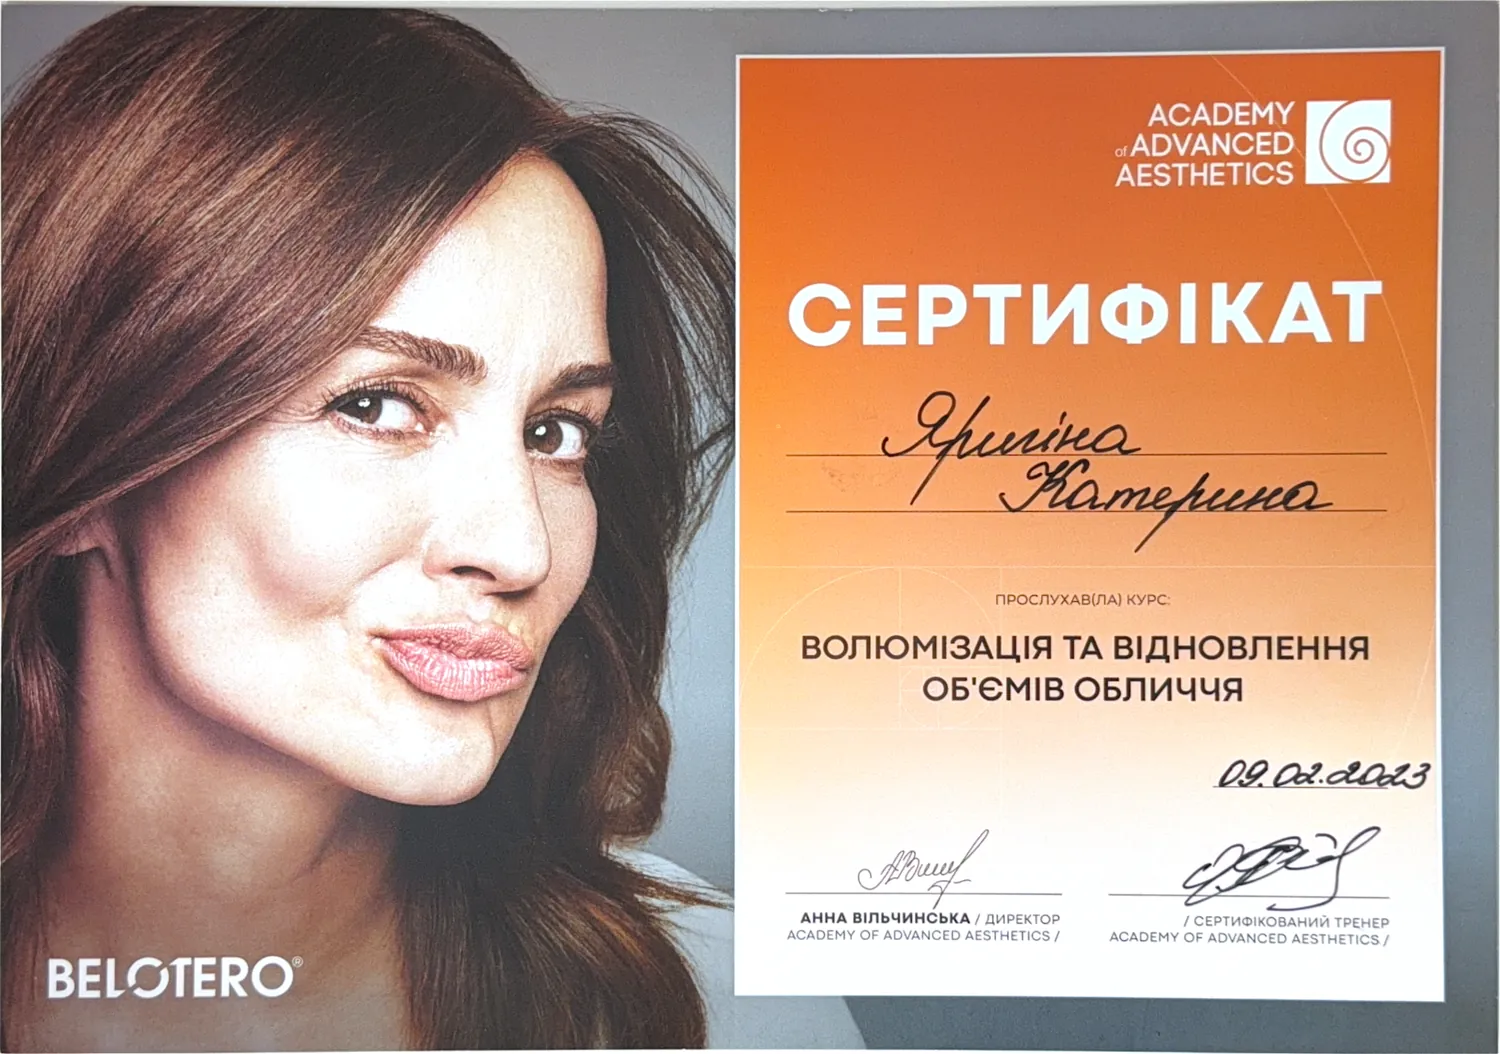 ACADEMY
of ADVANCED
AESTHETICS
СЕРТИФІКАТ
Яригіна
Катерина
ПРОСЛУХАВ(ЛА) КУРС:
ВОЛЮМІЗАЦІЯ ТА ВІДНОВЛЕННЯ
ОБ'ЄМІВ ОБЛИЧЧЯ
09.02.2023
АННА ВІЛЬЧИНСЬКА / ДИРЕКТОР
ACADEMY OF ADVANCED AESTHETICS /
/ СЕРТИФІКОВАНИЙ ТРЕНЕР
ACADEMY OF ADVANCED AESTHETICS /
BELOTERO®